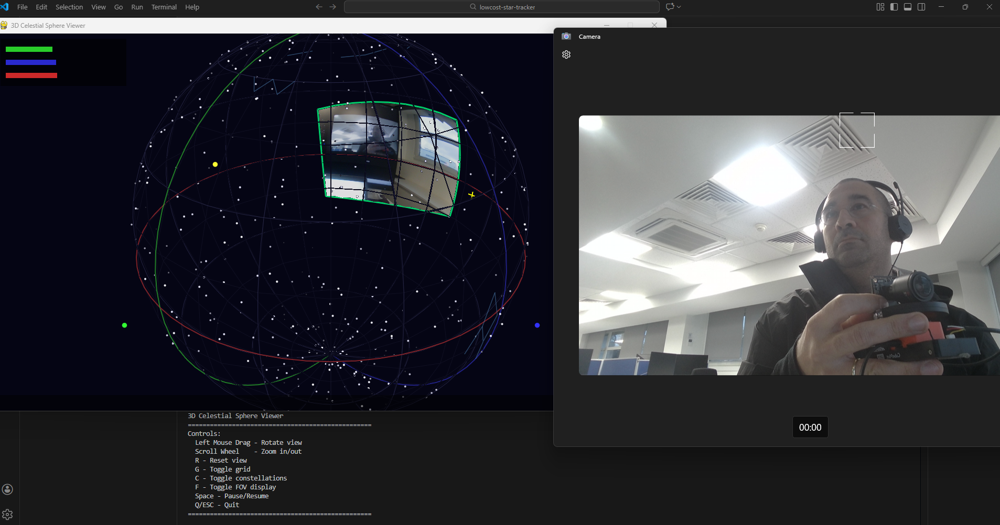 File Edit Selection View Go Run Terminal Help
lowcost-star-tracker
3D Celestial Sphere Viewer
Camera
00:00
3D Celestial Sphere Viewer
==================================================
Controls:
Left Mouse Drag - Rotate view
Scroll Wheel    - Zoom in/out
R - Reset view
G - Toggle grid
C - Toggle constellations
F - Toggle FOV display
Space - Pause/Resume
Q/ESC - Quit
==================================================